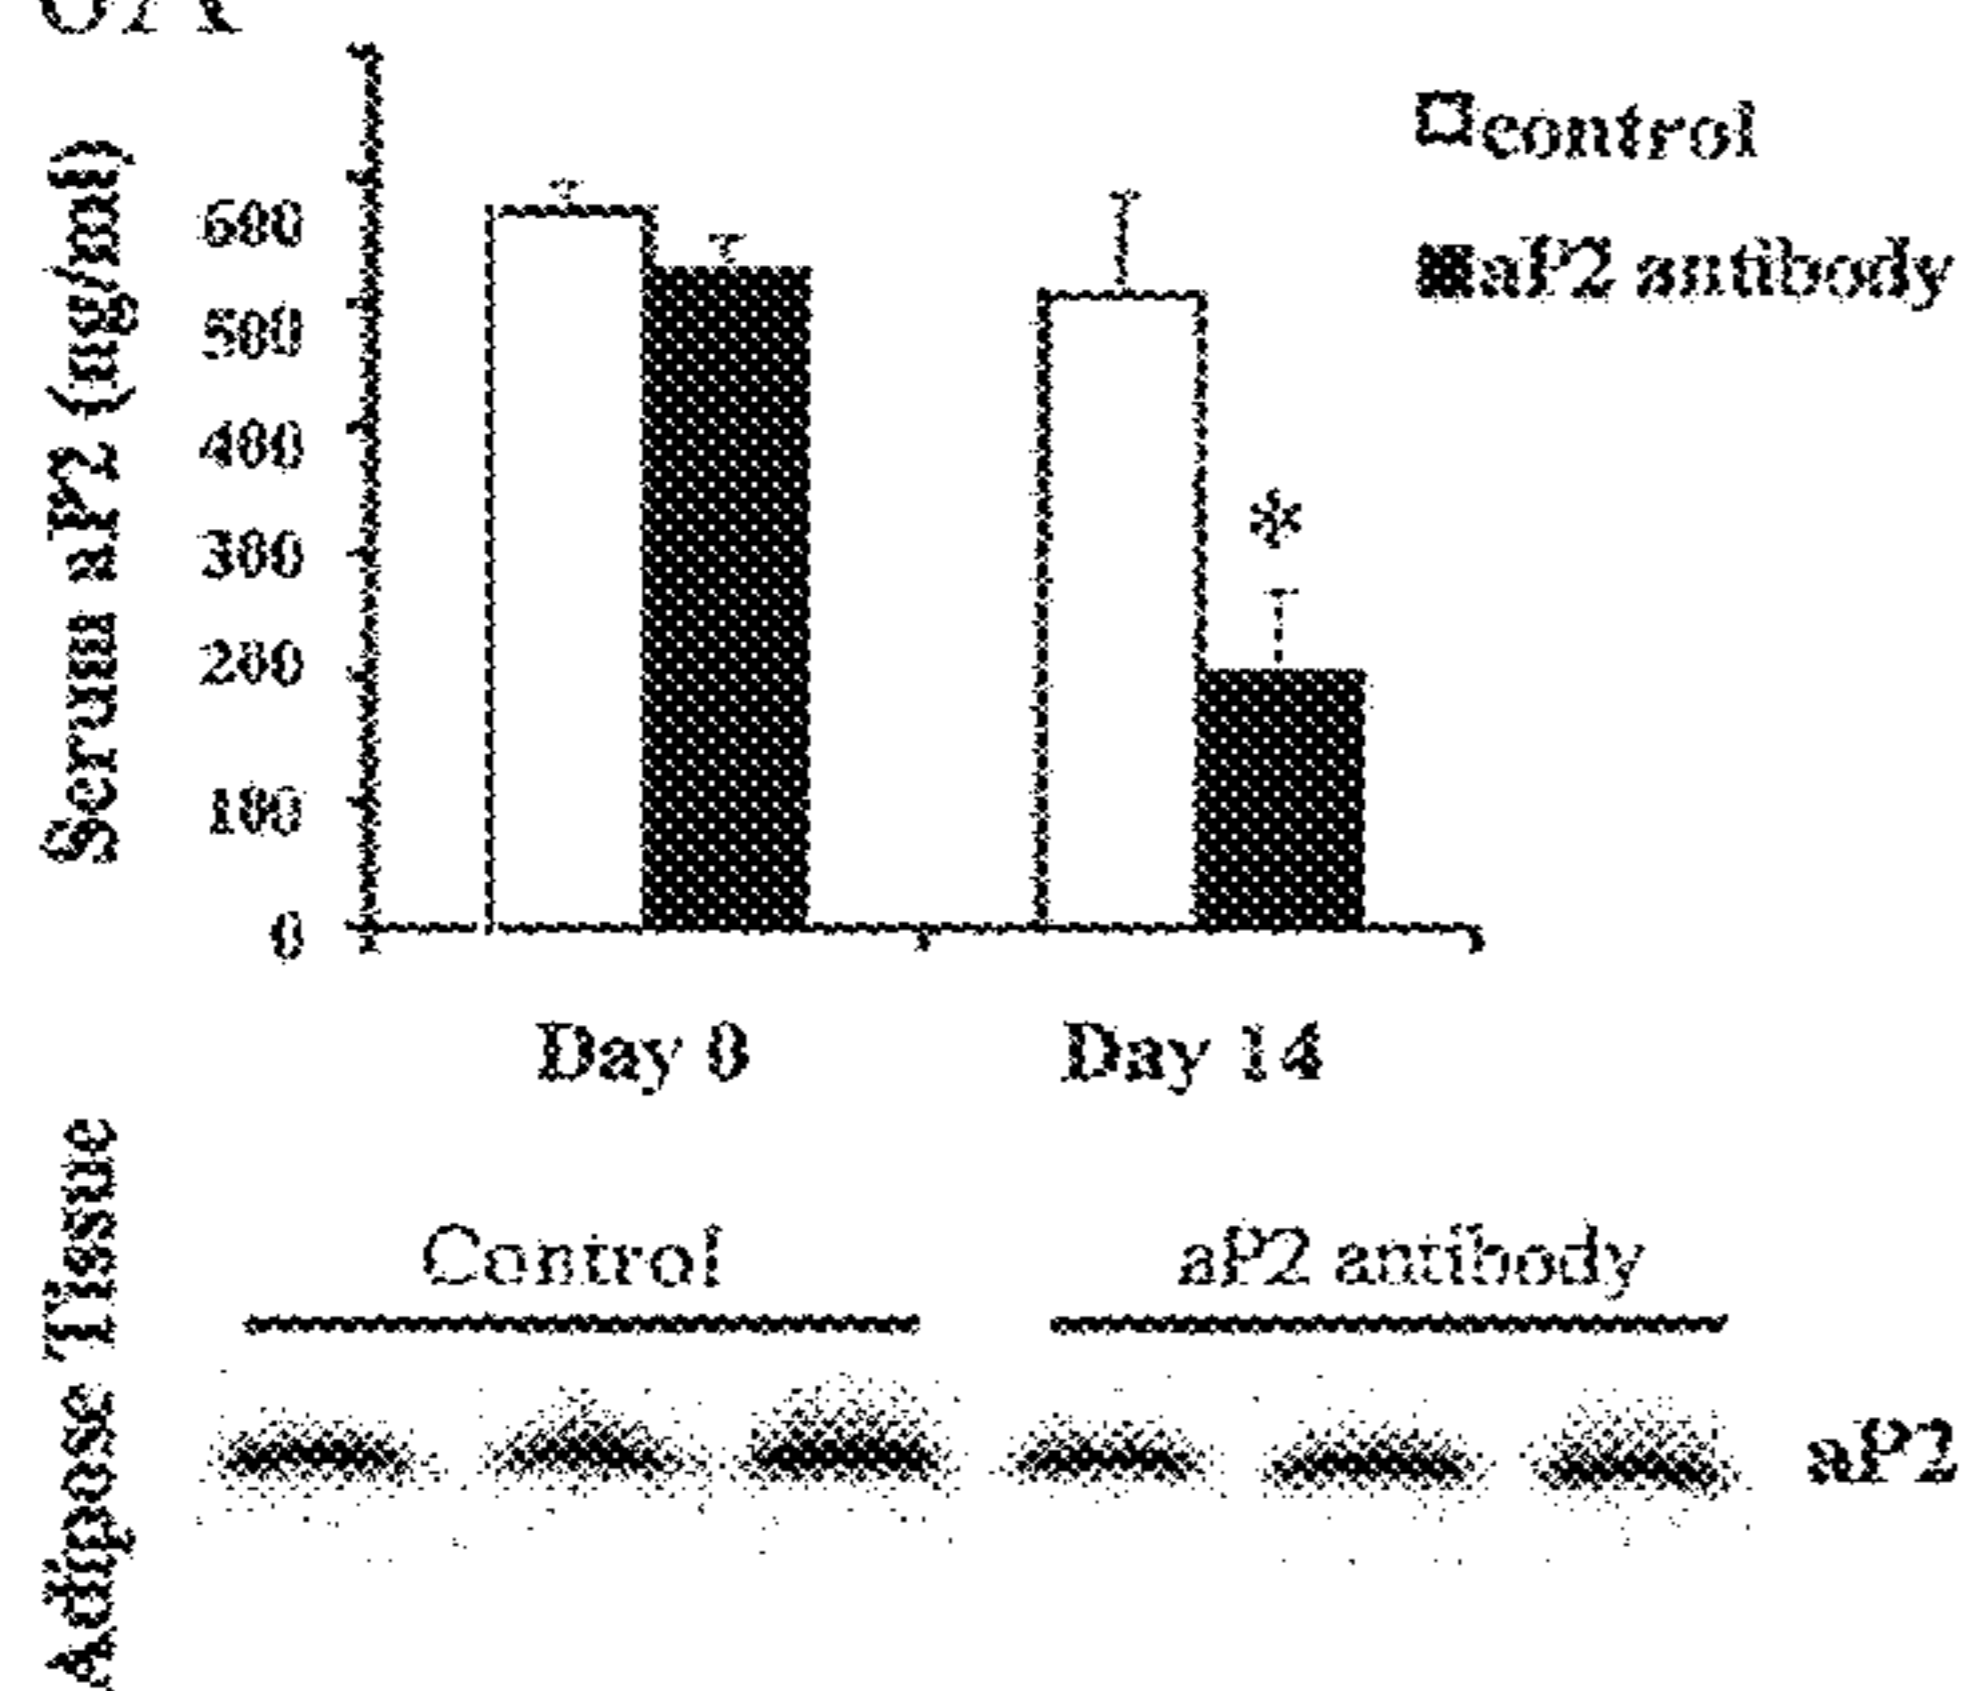 control
aP2 antibody
Serum aP2 (ng/ml)
600
500
400
300
200
100
0
*
Day 0
Day 14
Adipose Tissue
Control
aP2 antibody
aP2